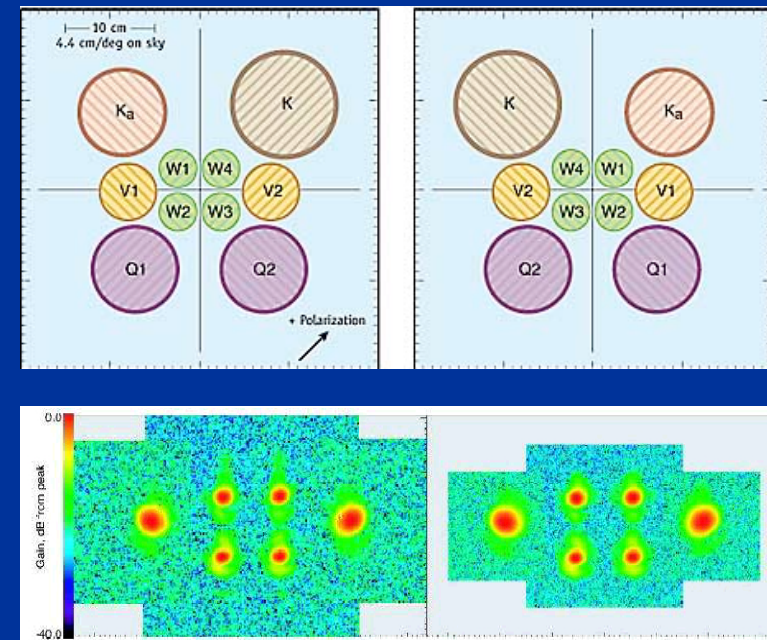 10 cm
4.4 cm/deg on sky
Ka K
W1 W4
V1 V2
W2 W3
Q1 Q2
+ Polarization
K Ka
W4 W1
V2 V1
W3 W2
Q2 Q1
0.0
Gain, dB from peak
-40.0